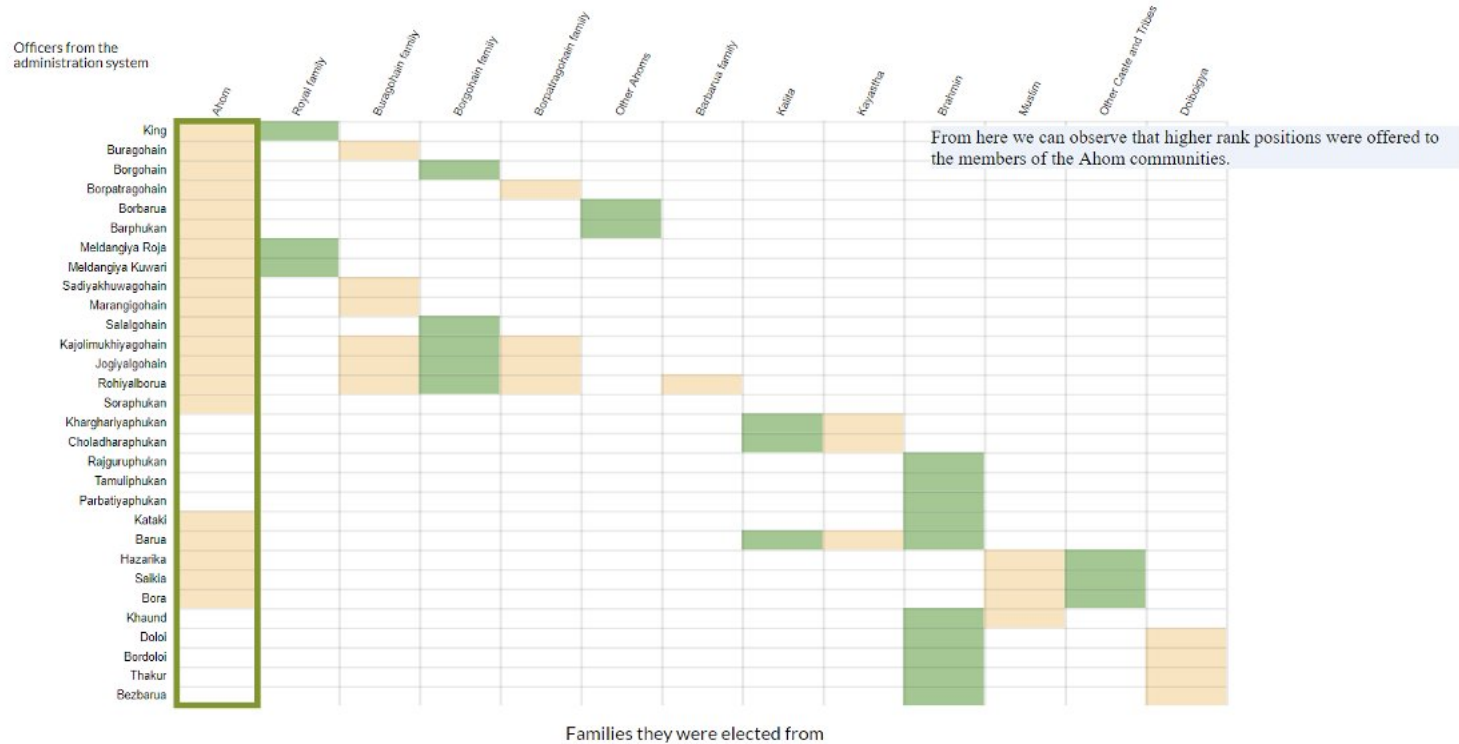 Officers from the
administration system
Ahom
Royal family
Buragohain family
Borgohain family
Borpatragohain family
Other Ahoms
Barbarua family
Kalita
Kayastha
Brahmin
Muslim
Other Caste and Tribes
Dolboigya
King
Buragohain
Borgohain
Borpatragohain
Borbarua
Barphukan
Meldangiya Roja
Meldangiya Kuwari
Sadiyakhuwagohain
Marangigohain
Salalgohain
Kajolimukhiyagohain
Jogiyalgohain
Rohiyalborua
Soraphukan
Kharghariyaphukan
Choladharaphukan
Rajguruphukan
Tamuliphukan
Parbatiyaphukan
Kataki
Barua
Hazarika
Saikia
Bora
Khaund
Doloi
Bordoloi
Thakur
Bezbarua
From here we can observe that higher rank positions were offered to
the members of the Ahom communities.
Families they were elected from